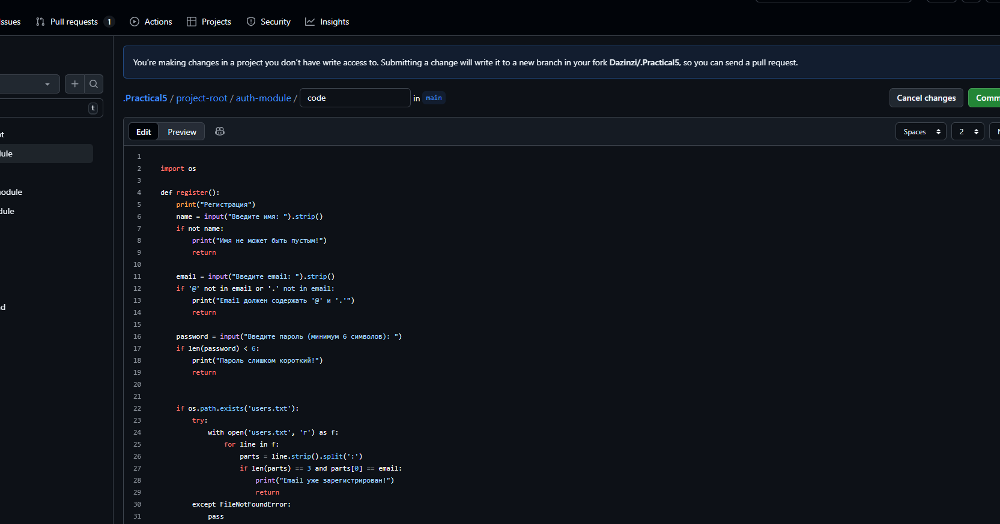 ssues Pull requests 1 Actions Projects Security Insights
You're making changes in a project you don't have write access to. Submitting a change will write it to a new branch in your fork Dazinzi/.Practical5, so you can send a pull request.
.Practical5 / project-root / auth-module / code in main Cancel changes Comm
t
ot
Edit Preview Spaces 2
lule
nodule
dule
d
1
2 import os
3
4 def register():
5 print("Регистрация")
6 name = input("Введите имя: ").strip()
7 if not name:
8 print("Имя не может быть пустым!")
9 return
10
11 email = input("Введите email: ").strip()
12 if '@' not in email or '.' not in email:
13 print("Email должен содержать '@' и '.'")
14 return
15
16 password = input("Введите пароль (минимум 6 символов): ")
17 if len(password) < 6:
18 print("Пароль слишком короткий!")
19 return
20
21
22 if os.path.exists('users.txt'):
23 try:
24 with open('users.txt', 'r') as f:
25 for line in f:
26 parts = line.strip().split(':')
27 if len(parts) == 3 and parts[0] == email:
28 print("Email уже зарегистрирован!")
29 return
30 except FileNotFoundError:
31 pass